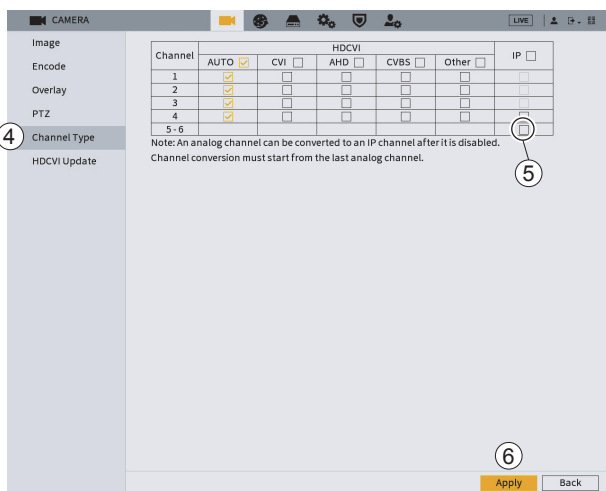 CAMERA
LIVE
Image
Encode
Overlay
PTZ
4 Channel Type
HDCVI Update
Channel HDCVI IP
AUTO CVI AHD CVBS Other
1
2
3
4
5 - 6
Note: An analog channel can be converted to an IP channel after it is disabled.
Channel conversion must start from the last analog channel.
5
6
Apply Back